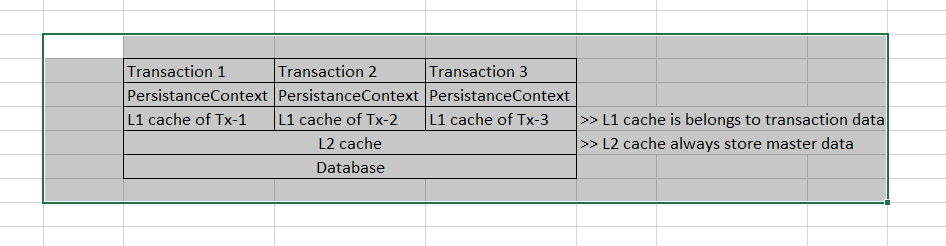 Transaction 1 Transaction 2 Transaction 3
PersistanceContext PersistanceContext PersistanceContext
L1 cache of Tx-1 L1 cache of Tx-2 L1 cache of Tx-3 >> L1 cache is belongs to transaction data
L2 cache >> L2 cache always store master data
Database